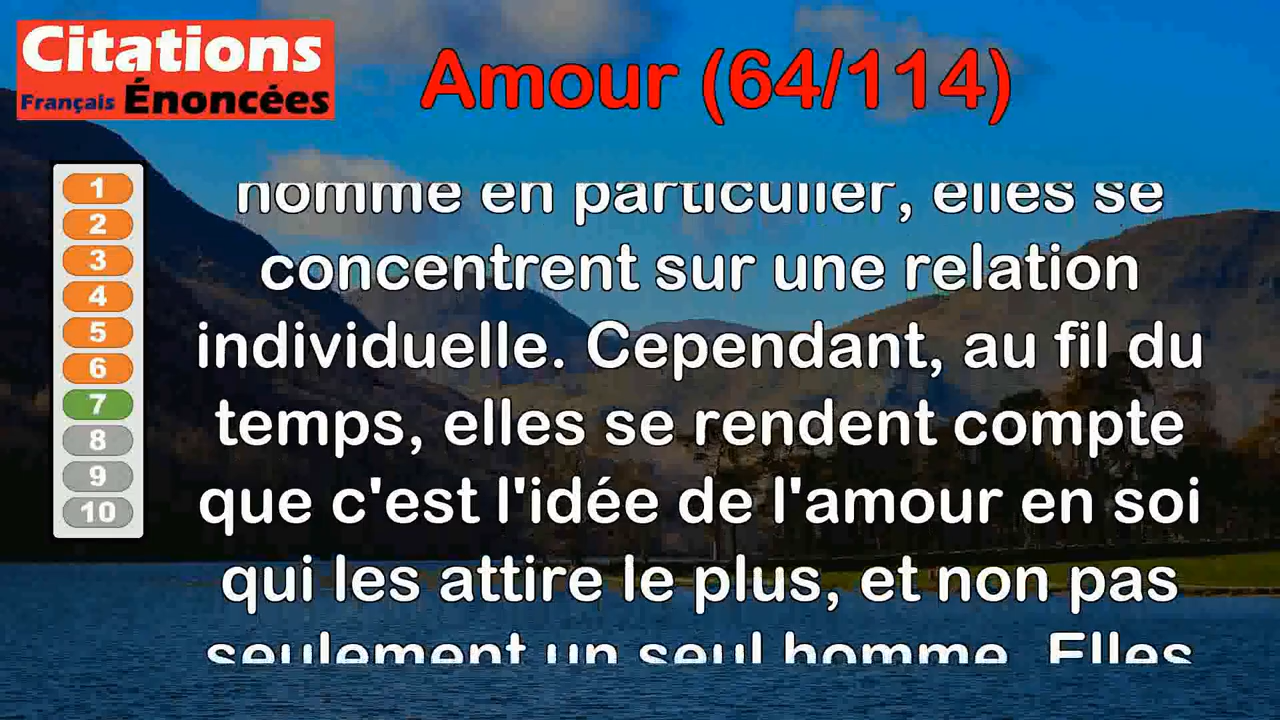 Citations
Français Énoncées
Amour (64/114)
1
2
3
4
5
6
7
8
9
10
homme en particulier, elles se
concentrent sur une relation
individuelle. Cependant, au fil du
temps, elles se rendent compte
que c'est l'idée de l'amour en soi
qui les attire le plus, et non pas
seulement un seul homme. Elles